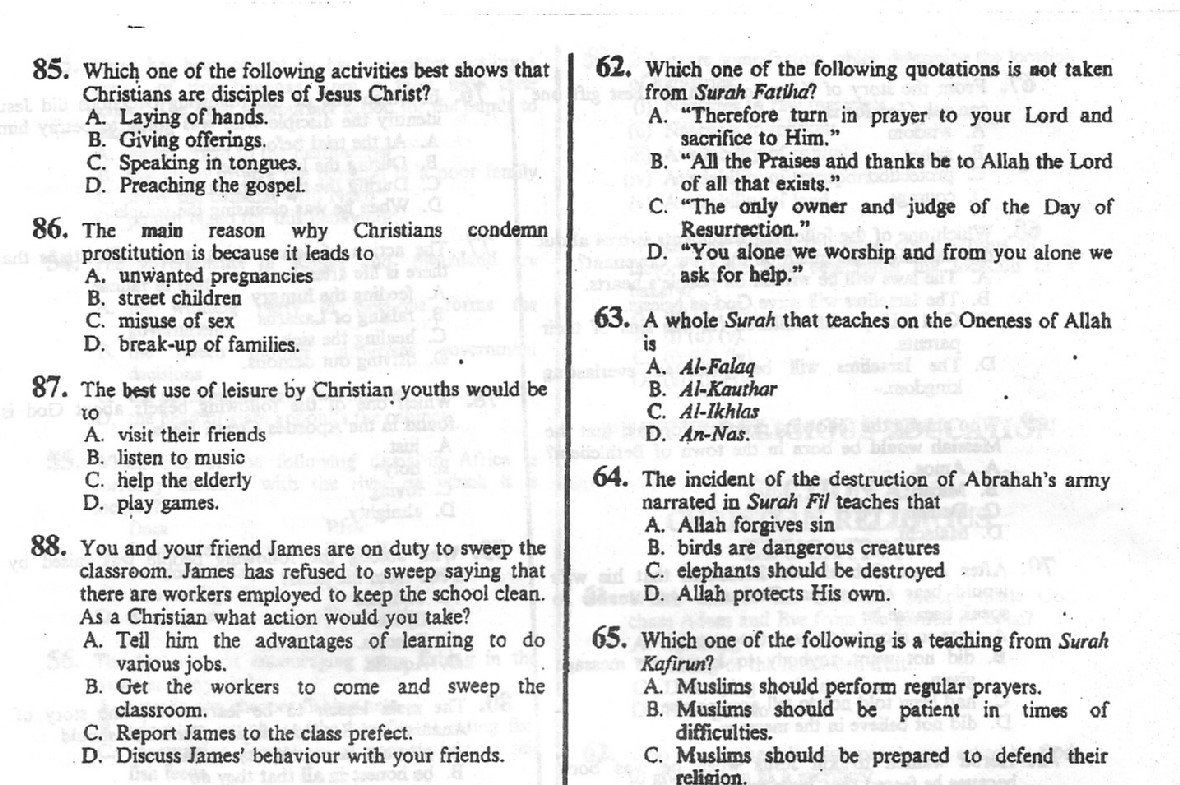 85. Which one of the following activities best shows that
Christians are disciples of Jesus Christ?
A. Laying of hands.
B. Giving offerings.
C. Speaking in tongues.
D. Preaching the gospel.
86. The main reason why Christians condemn
prostitution is because it leads to
A. unwanted pregnancies
B. street children
C. misuse of sex
D. break-up of families.
87. The best use of leisure by Christian youths would be
to
A. visit their friends
B. listen to music
C. help the elderly
D. play games.
88. You and your friend James are on duty to sweep the
classroom. James has refused to sweep saying that
there are workers employed to keep the school clean.
As a Christian what action would you take?
A. Tell him the advantages of learning to do
various jobs.
B. Get the workers to come and sweep the
classroom.
C. Report James to the class prefect.
D. Discuss James' behaviour with your friends.
62. Which one of the following quotations is not taken
from Surah Fatiha?
A. "Therefore turn in prayer to your Lord and
sacrifice to Him."
B. "All the Praises and thanks be to Allah the Lord
of all that exists."
C. "The only owner and judge of the Day of
Resurrection."
D. "You alone we worship and from you alone we
ask for help."
63. A whole Surah that teaches on the Oneness of Allah
is
A. Al-Falaq
B. Al-Kauthar
C. Al-Ikhlas
D. An-Nas.
64. The incident of the destruction of Abrahah's army
narrated in Surah Fil teaches that
A. Allah forgives sin
B. birds are dangerous creatures
C. elephants should be destroyed
D. Allah protects His own.
65. Which one of the following is a teaching from Surah
Kafirun?
A. Muslims should perform regular prayers.
B. Muslims should be patient in times of
difficulties.
C. Muslims should be prepared to defend their
religion.